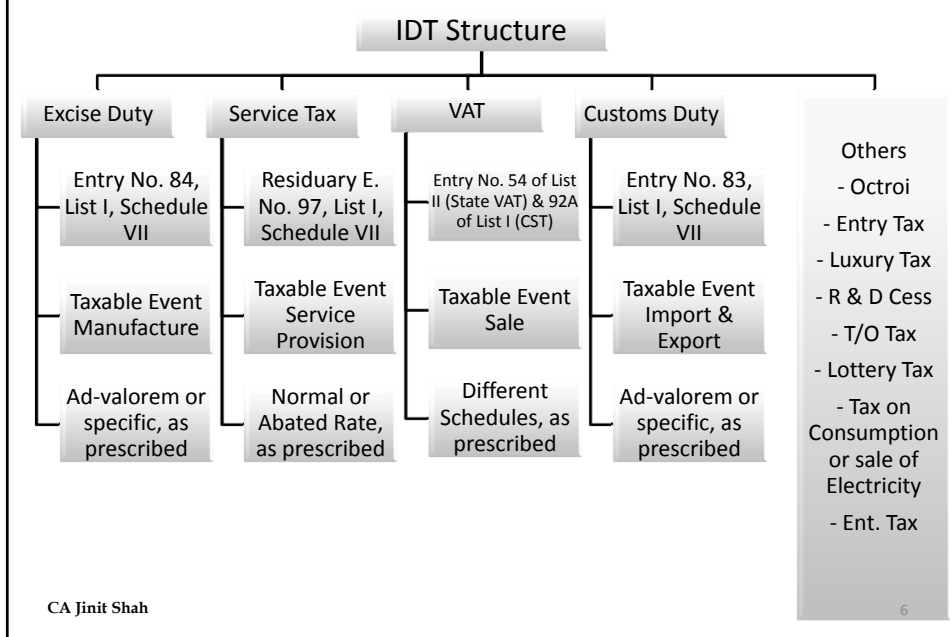 IDT Structure
Excise Duty
Entry No. 84,
List I, Schedule
VII
Taxable Event
Manufacture
Ad-valorem or
specific, as
prescribed
Service Tax
Residuary E.
No. 97, List I,
Schedule VII
Taxable Event
Service
Provision
Normal or
Abated Rate,
as prescribed
VAT
Entry No. 54 of List
II (State VAT) & 92A
of List I (CST)
Taxable Event
Sale
Different
Schedules, as
prescribed
Customs Duty
Entry No. 83,
List I, Schedule
VII
Taxable Event
Import &
Export
Ad-valorem or
specific, as
prescribed
Others
- Octroi
- Entry Tax
- Luxury Tax
- R & D Cess
- T/O Tax
- Lottery Tax
- Tax on
Consumption
or sale of
Electricity
- Ent. Tax
CA Jinit Shah
6